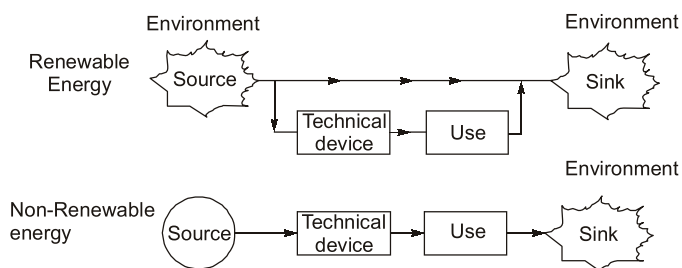 Environment
Environment
Renewable
Energy
Source
Sink
Technical
device
Use
Environment
Non-Renewable
energy
Source
Technical
device
Use
Sink